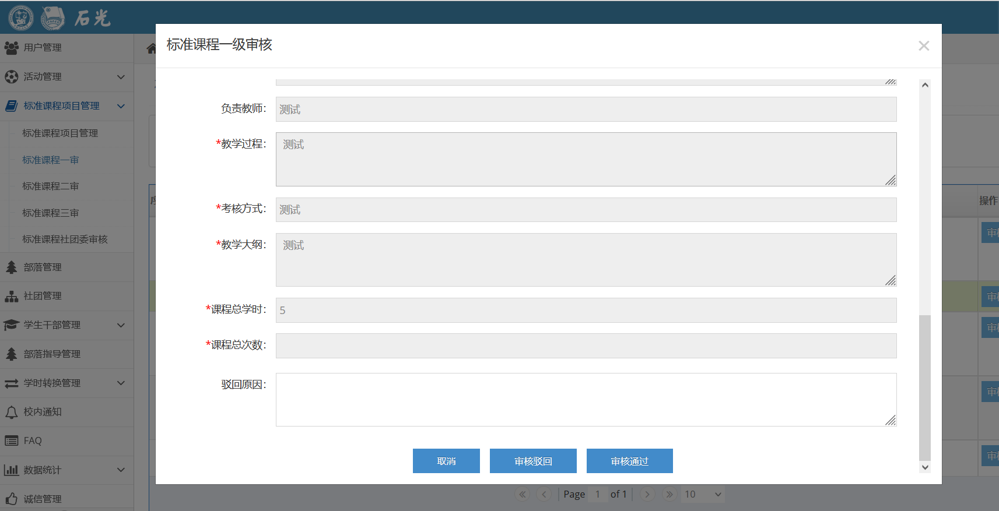 石光
标准课程一级审核
×
用户管理
活动管理
标准课程项目管理
标准课程项目管理
标准课程一审
标准课程二审
标准课程三审
标准课程社团委审核
部落管理
社团管理
学生干部管理
部落指导管理
学时转换管理
校内通知
FAQ
数据统计
诚信管理
负责教师： 测试
*教学过程： 测试
*考核方式： 测试
*教学大纲： 测试
*课程总学时： 5
*课程总次数：
驳回原因：
取消 审核驳回 审核通过
操作
审
审
审
审
审
Page 1 of 1 10